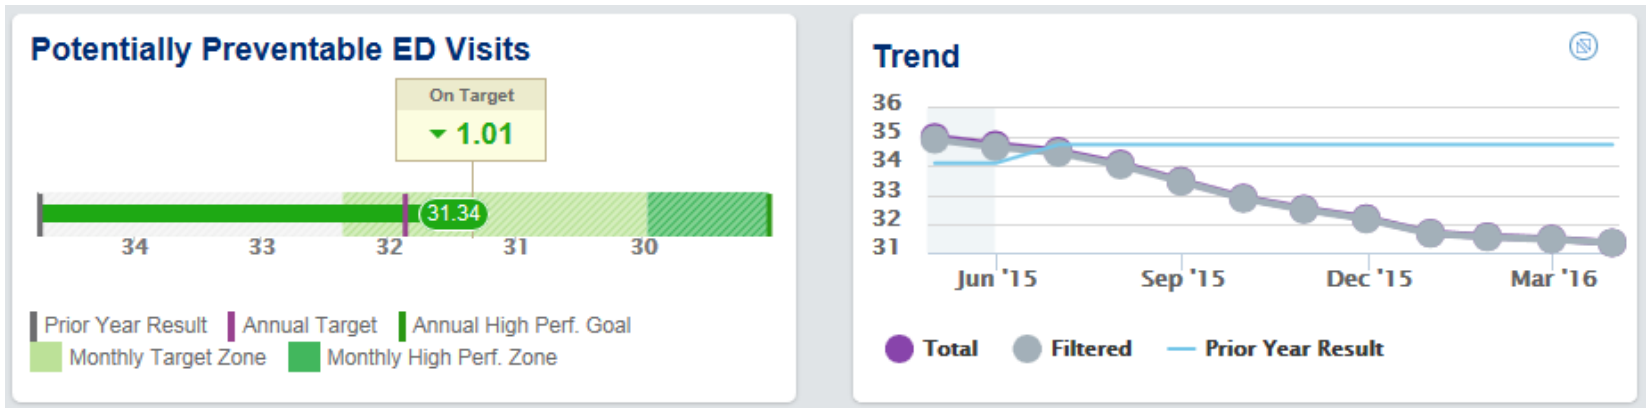 Potentially Preventable ED Visits
On Target
1.01
31.34
34 33 32 31 30
Prior Year Result Annual Target Annual High Perf. Goal
Monthly Target Zone Monthly High Perf. Zone
Trend
36
35
34
33
32
31
Jun '15 Sep '15 Dec '15 Mar '16
Total Filtered Prior Year Result